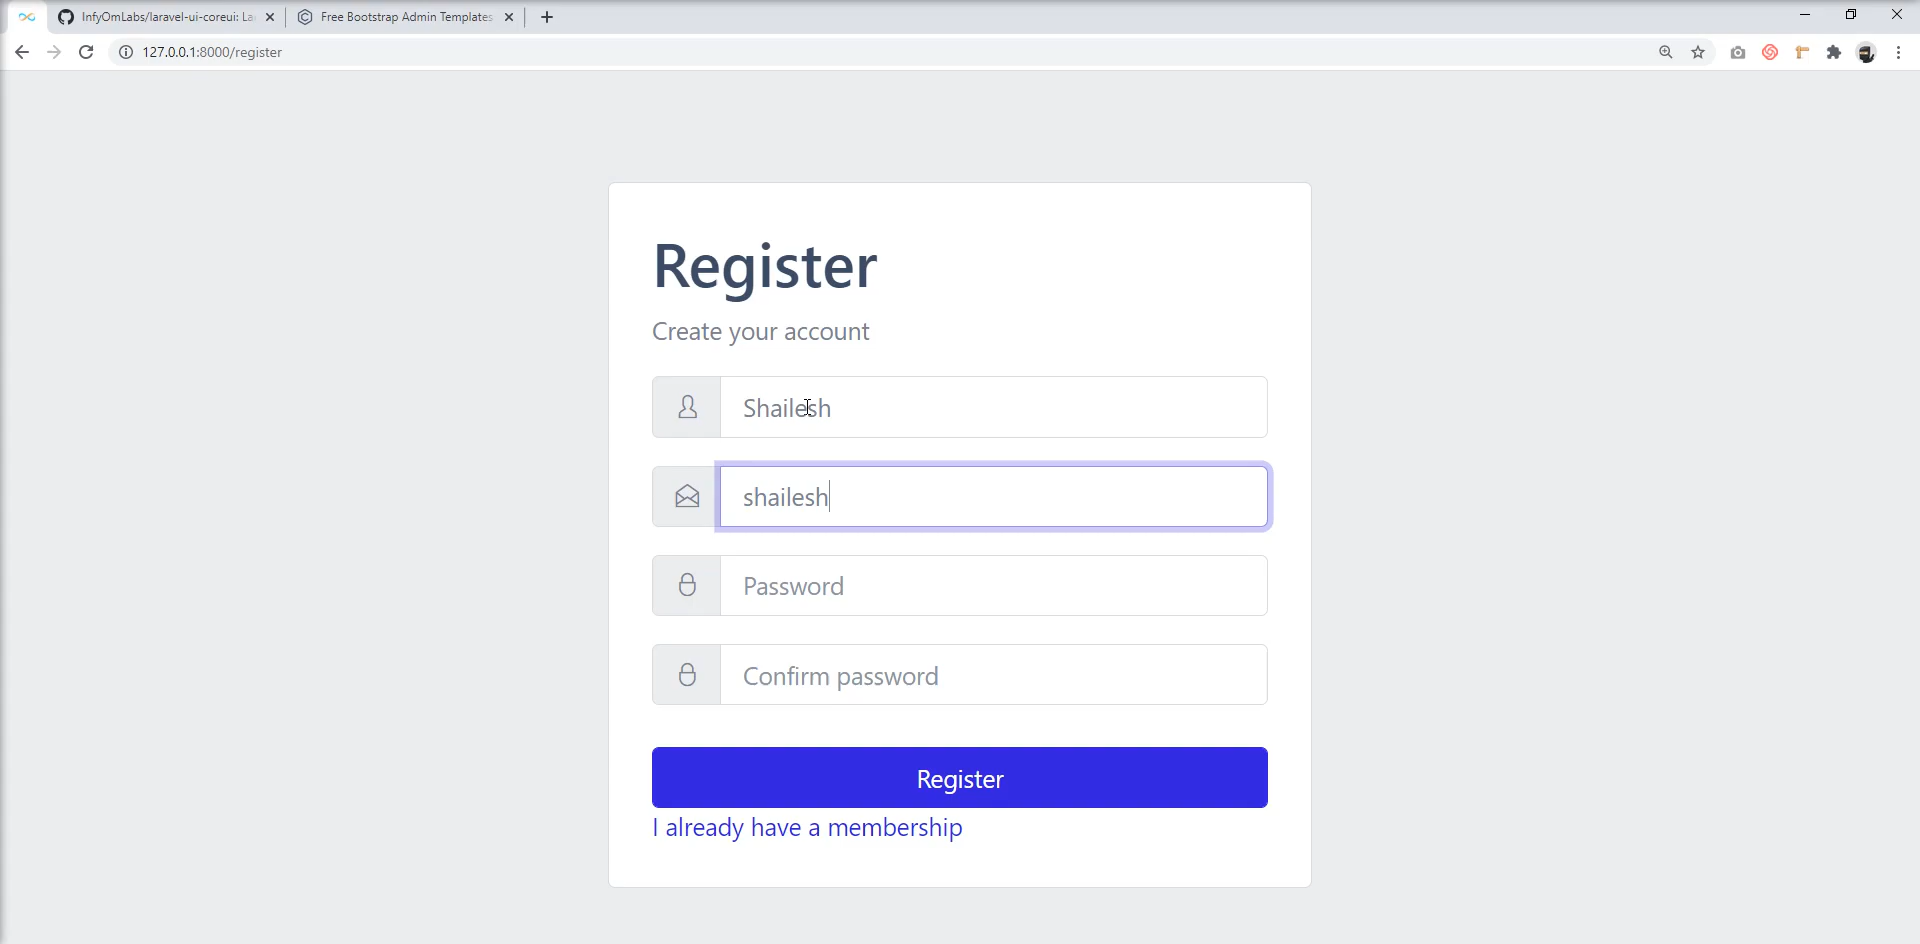 InfyOmLabs/laravel-ui-coreui: La
Free Bootstrap Admin Templates
127.0.0.1:8000/register
Register
Create your account
Shailesh
shailesh
Password
Confirm password
Register
I already have a membership